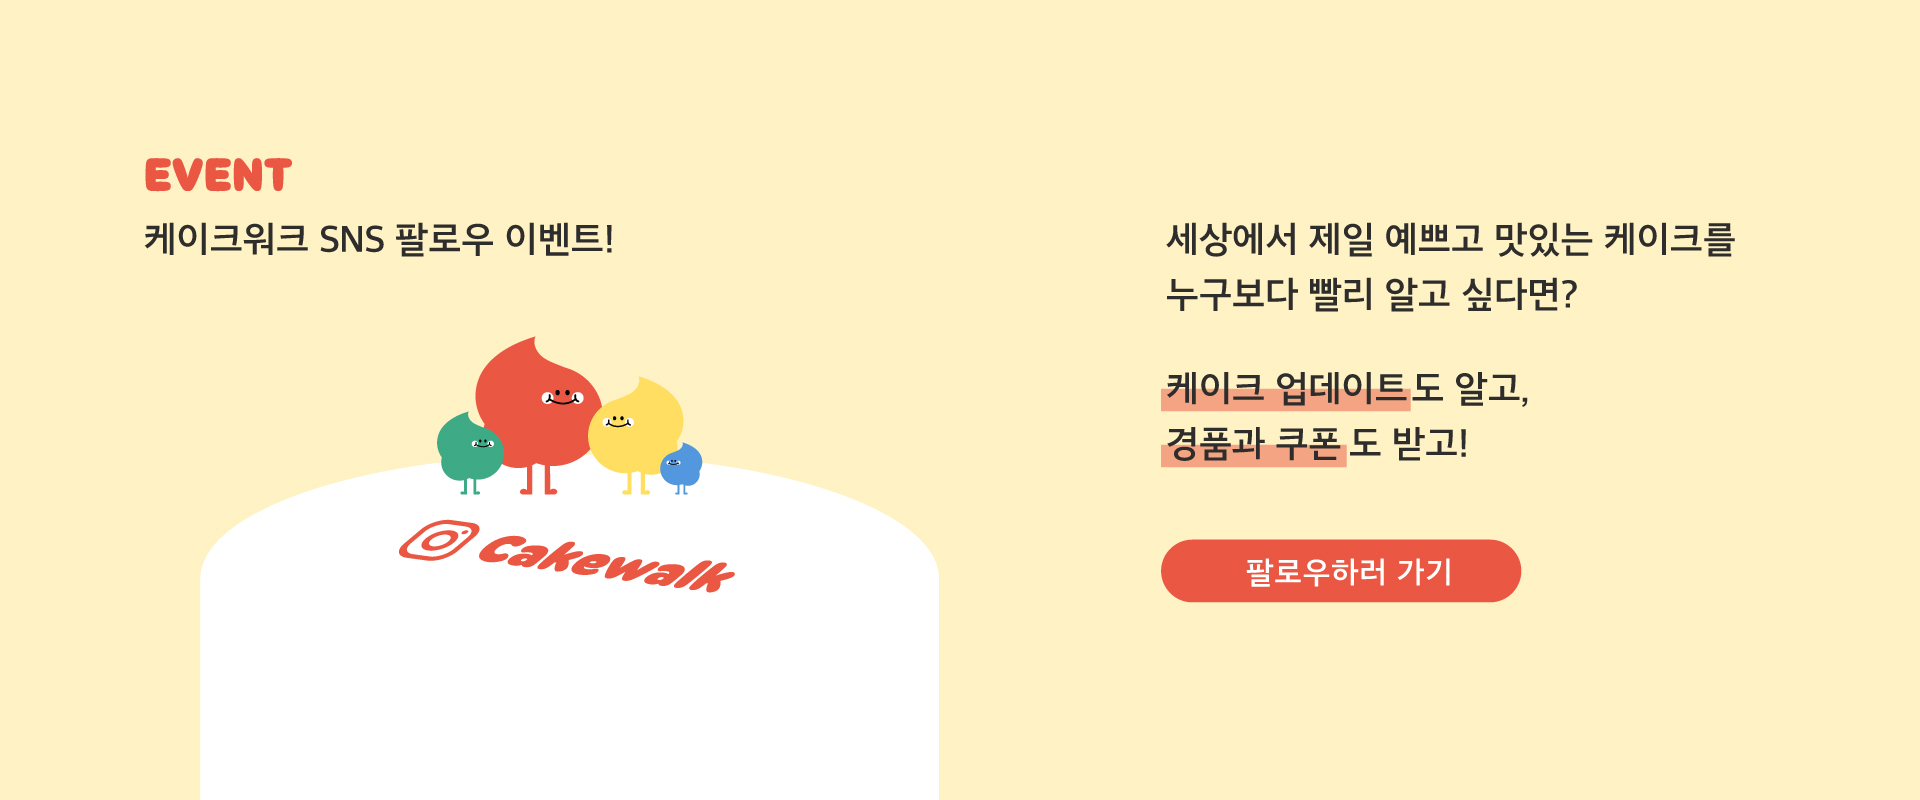 EVENT
케이크워크 SNS 팔로우 이벤트!
Cakewalk
세상에서 제일 예쁘고 맛있는 케이크를
누구보다 빨리 알고 싶다면?
케이크 업데이트도 알고,
경품과 쿠폰 도 받고!
팔로우하러 가기